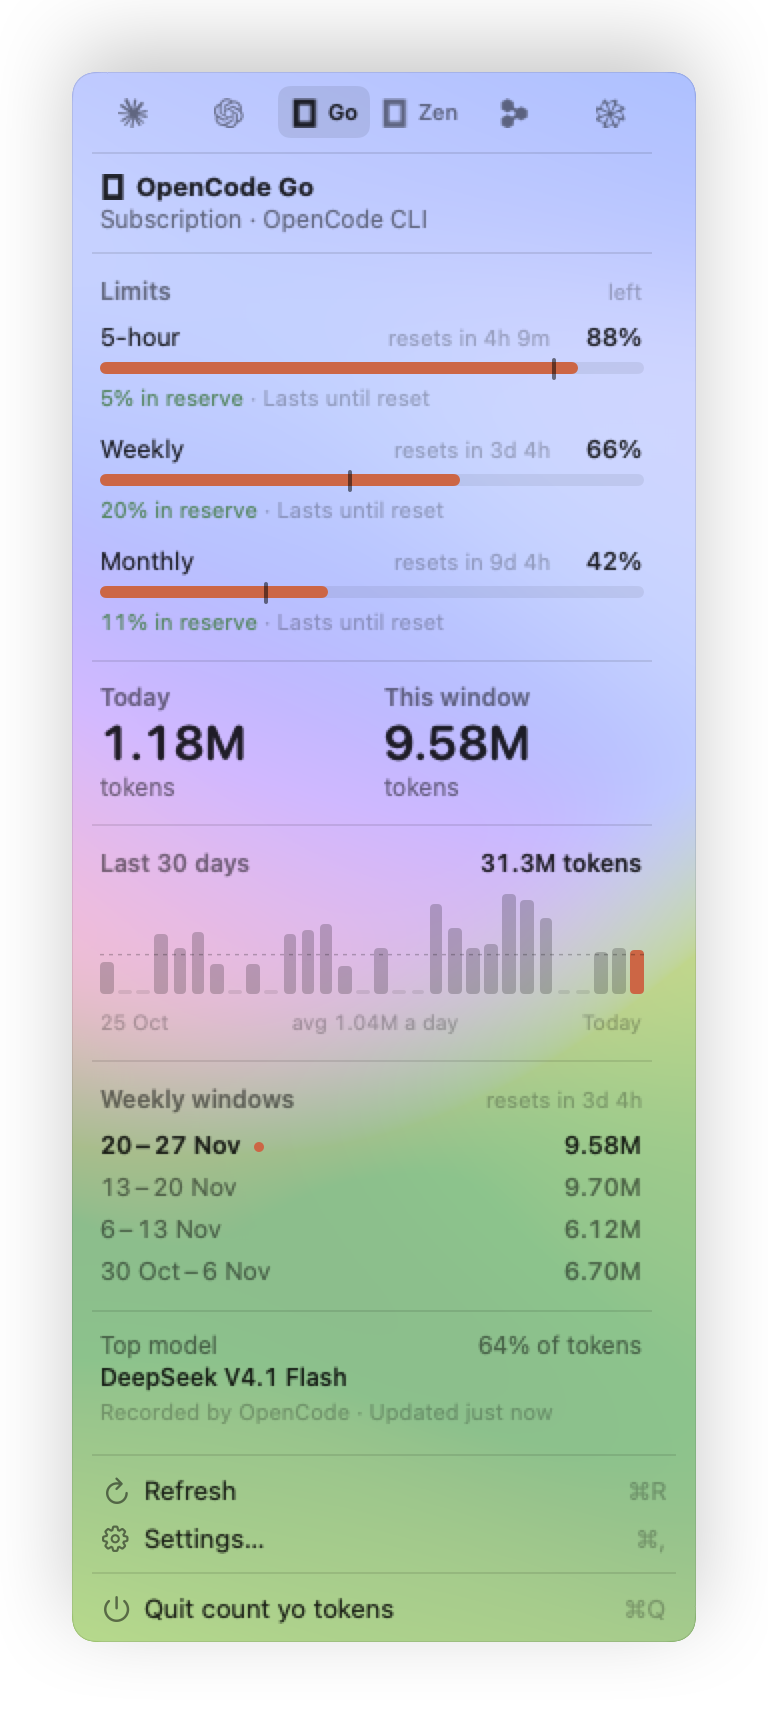 Go Zen
OpenCode Go
Subscription · OpenCode CLI
Limits left
5-hour resets in 4h 9m 88%
5% in reserve · Lasts until reset
Weekly resets in 3d 4h 66%
20% in reserve · Lasts until reset
Monthly resets in 9d 4h 42%
11% in reserve · Lasts until reset
Today This window
1.18M 9.58M
tokens tokens
Last 30 days 31.3M tokens
25 Oct avg 1.04M a day Today
Weekly windows resets in 3d 4h
20–27 Nov 9.58M
13–20 Nov 9.70M
6–13 Nov 6.12M
30 Oct–6 Nov 6.70M
Top model 64% of tokens
DeepSeek V4.1 Flash
Recorded by OpenCode · Updated just now
Refresh ⌘R
Settings... ⌘,
Quit count yo tokens ⌘Q